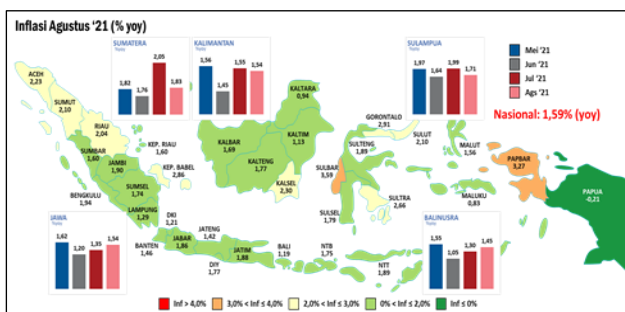 Inflasi Agustus '21 (% yoy)
SUMATERA
%yoy
1,82
1,76
2,05
1,83
KALIMANTAN
%yoy
1,56
1,45
1,55
1,54
SULAMPUA
%yoy
1,97
1,64
1,99
1,71
Mei '21
Jun '21
Jul '21
Ags '21
Nasional: 1,59% (yoy)
ACEH
2,23
SUMUT
2,10
RIAU
2,04
KEP. RIAU
1,60
SUMBAR
1,60
JAMBI
1,90
KEP. BABEL
2,86
SUMSEL
1,74
BENGKULU
1,94
LAMPUNG
1,29
KALTARA
0,94
KALBAR
1,69
KALTIM
1,13
KALTENG
1,77
KALSEL
2,30
GORONTALO
2,91
SULUT
2,10
SULTENG
1,89
SULBAR
3,59
SULSEL
1,79
SULTRA
2,66
MALUT
1,56
MALUKU
0,83
PAPBAR
3,27
PAPUA
-0,21
JAWA
%yoy
1,62
1,20
1,35
1,54
DKI
1,21
BANTEN
1,46
JABAR
1,86
JATENG
1,42
DIY
1,77
JATIM
1,88
BALI
1,19
NTB
1,75
NTT
1,89
BALINUSRA
%yoy
1,55
1,05
1,30
1,45
Inf > 4,0%
3,0% < Inf ≤ 4,0%
2,0% < Inf ≤ 3,0%
0% < Inf ≤ 2,0%
Inf ≤ 0%